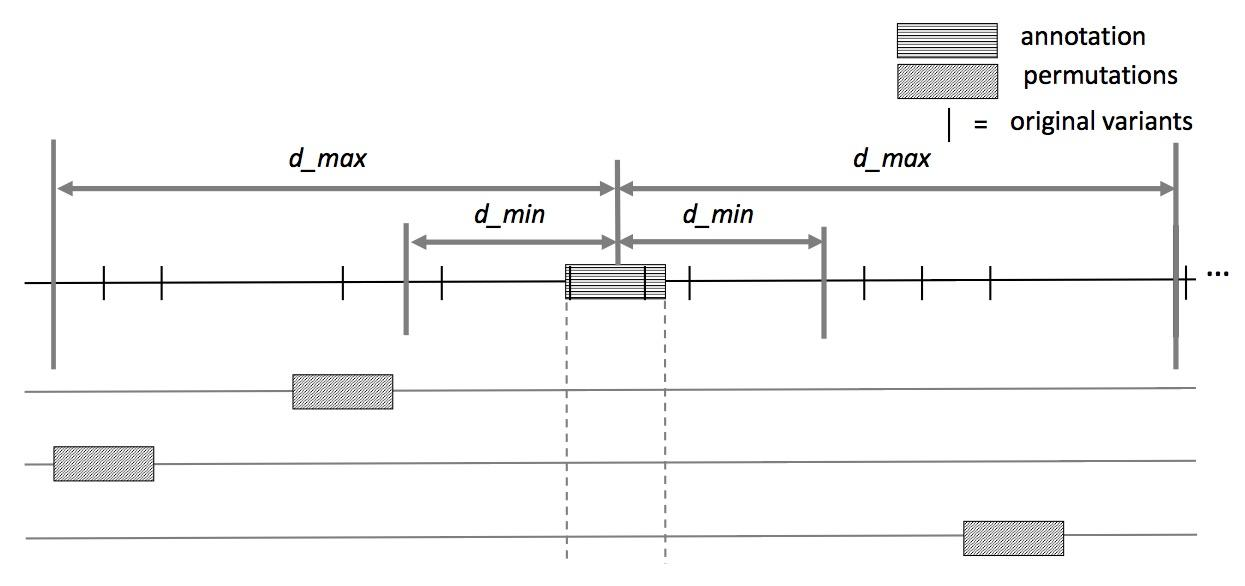 annotation
permutations
= original variants
d_max d_max
d_min d_min
...